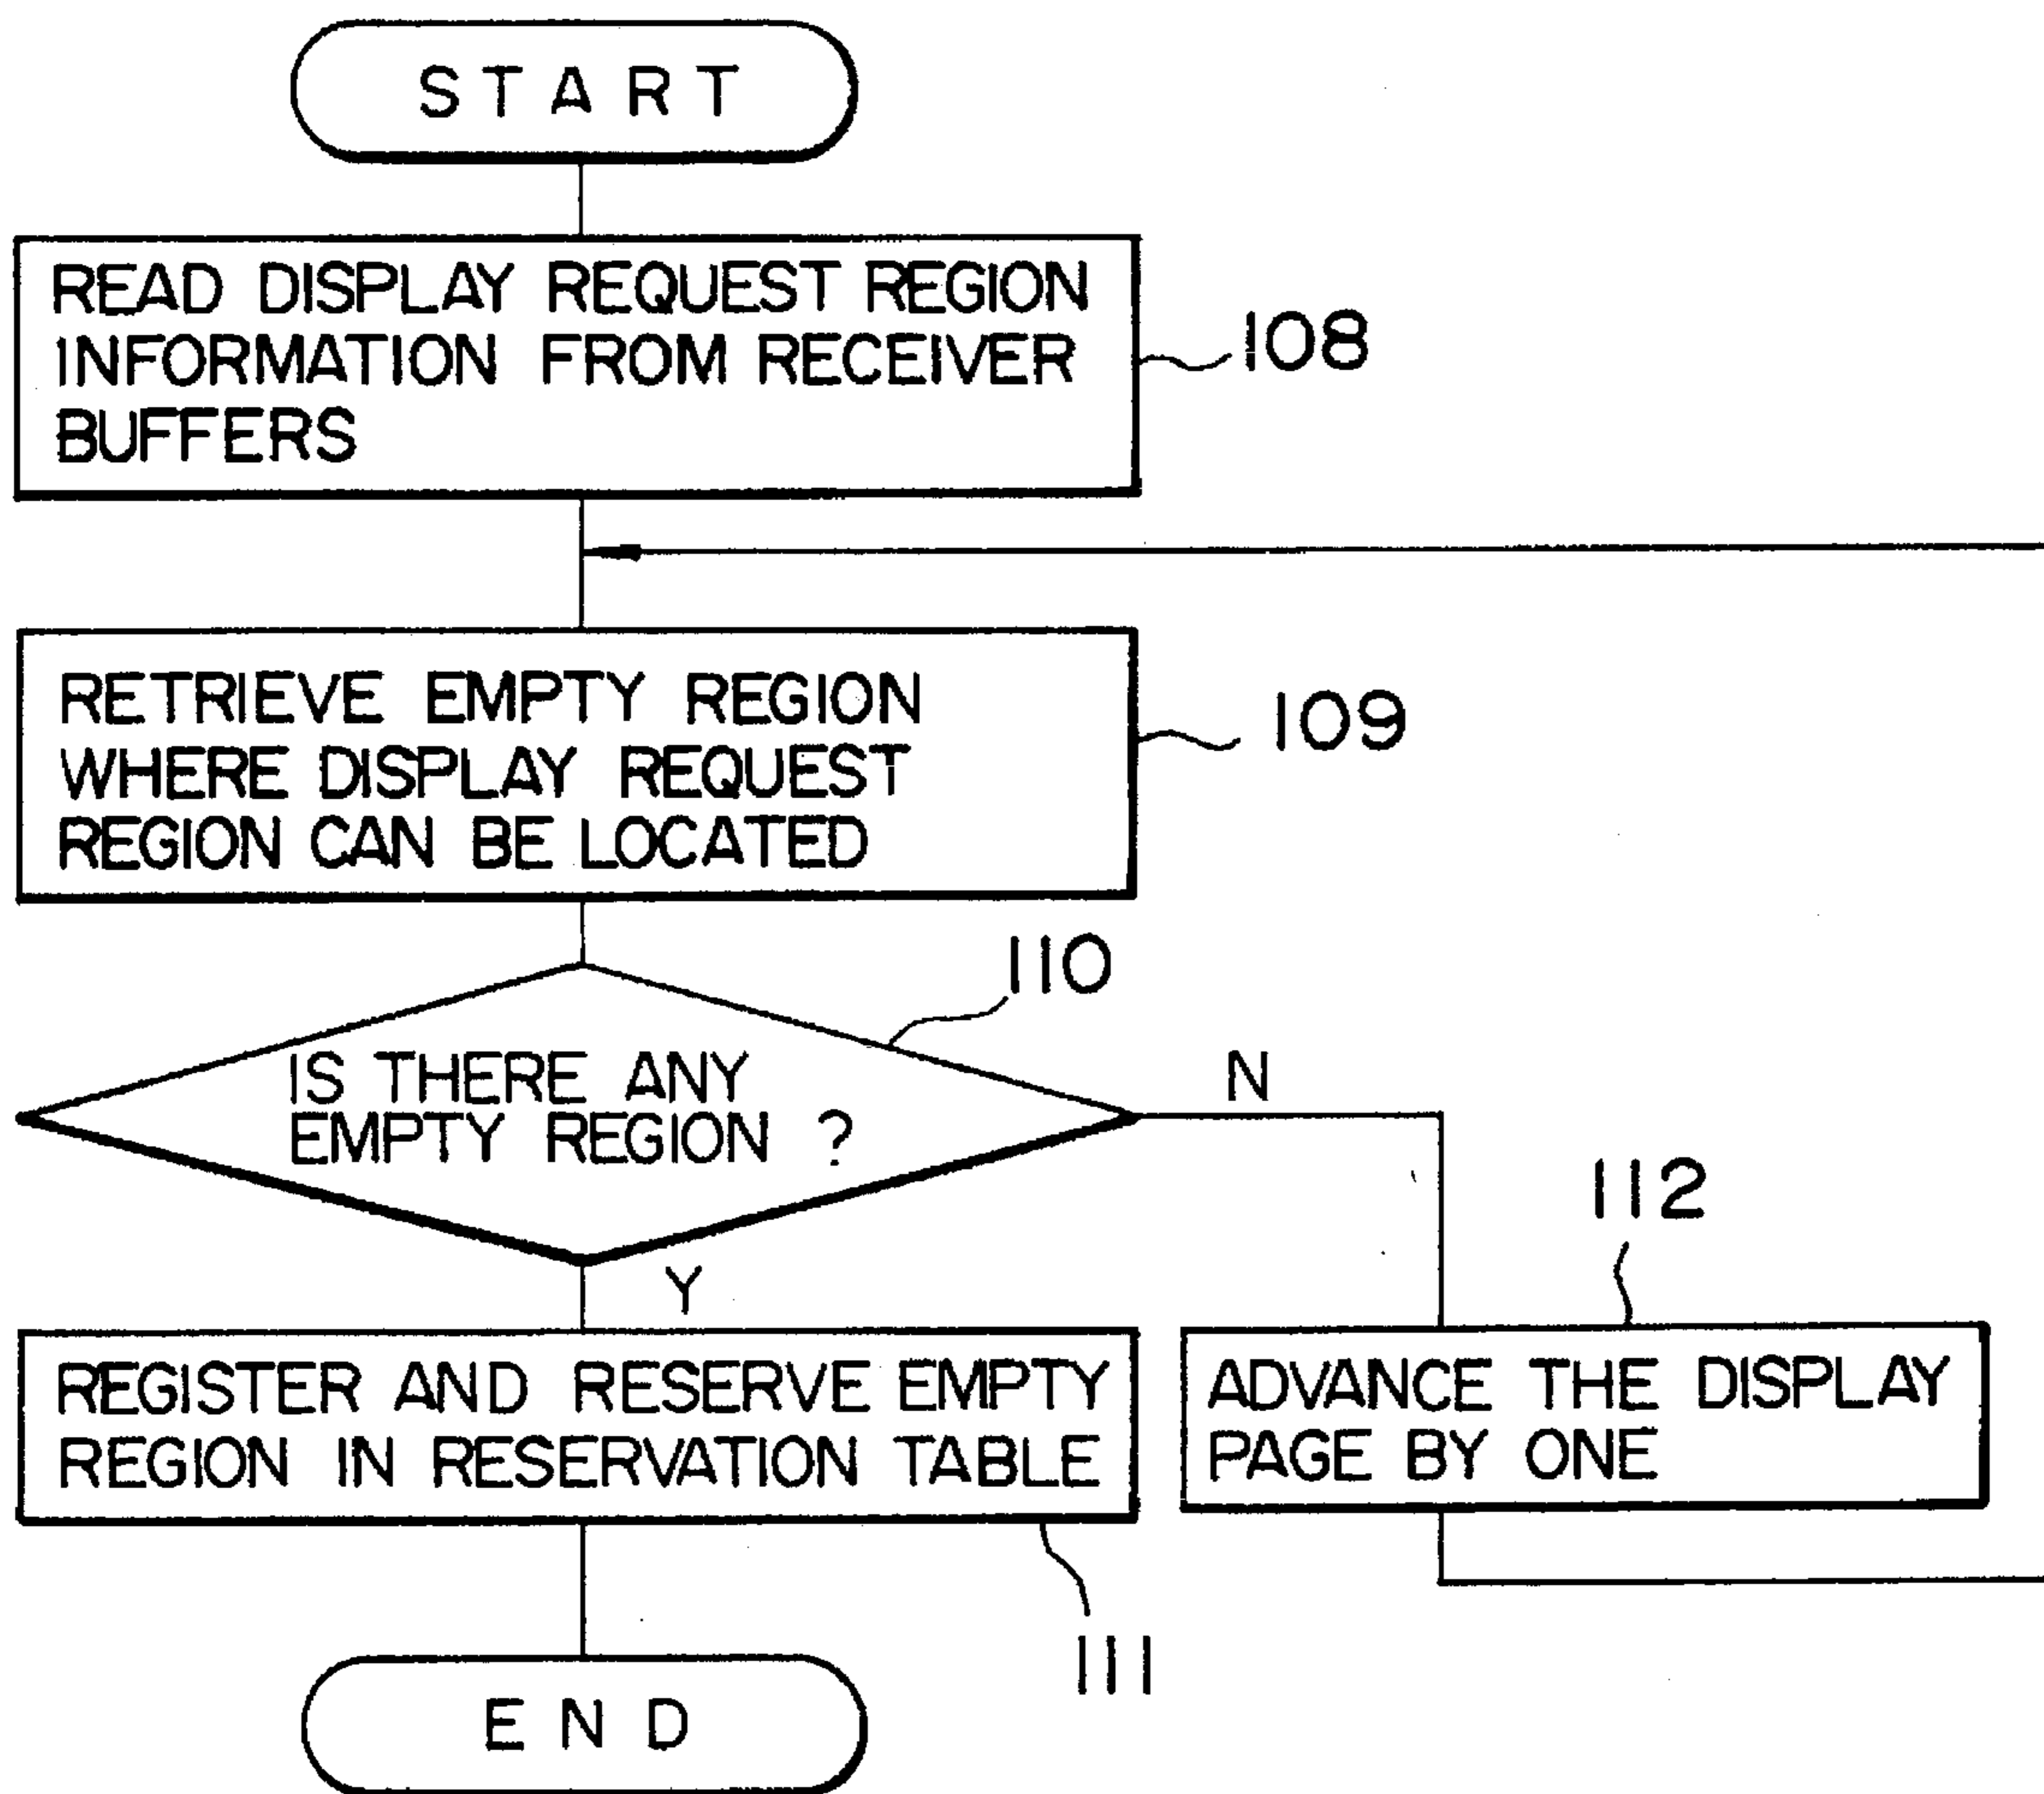 START
READ DISPLAY REQUEST REGION
INFORMATION FROM RECEIVER
BUFFERS
108
RETRIEVE EMPTY REGION
WHERE DISPLAY REQUEST
REGION CAN BE LOCATED
109
110
IS THERE ANY
EMPTY REGION ?
N
Y
112
REGISTER AND RESERVE EMPTY
REGION IN RESERVATION TABLE
ADVANCE THE DISPLAY
PAGE BY ONE
111
END